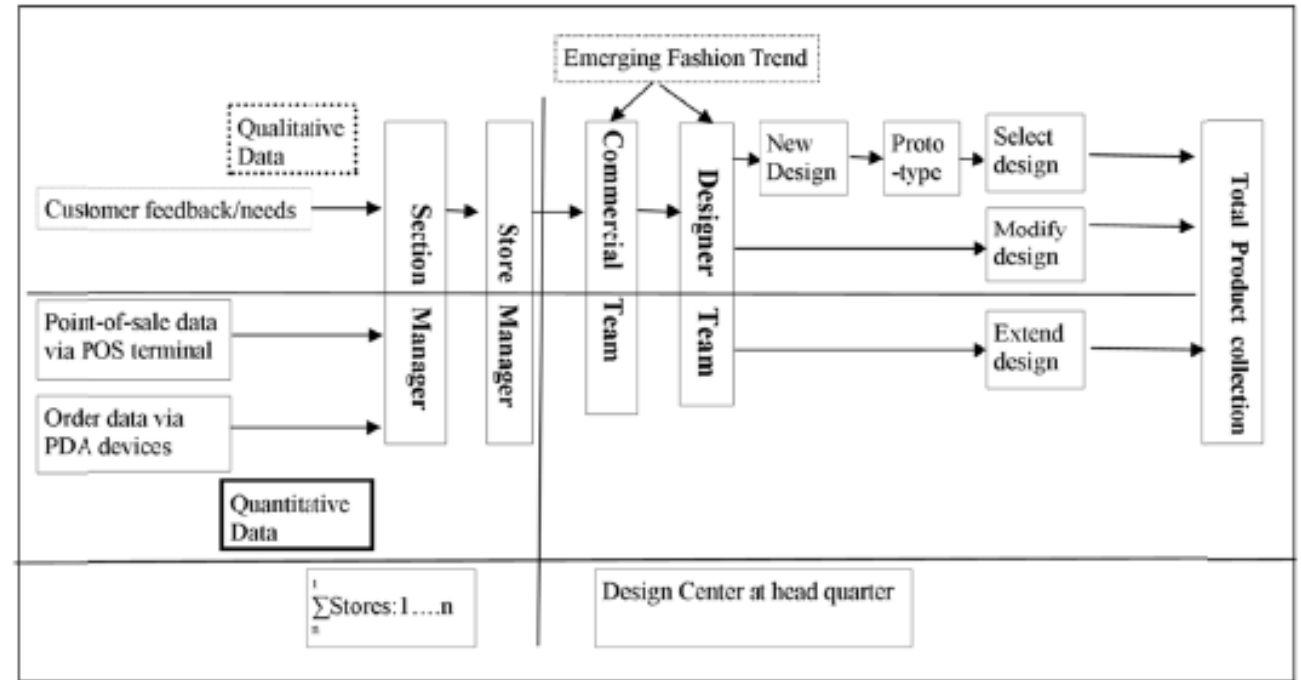 Emerging Fashion Trend
Qualitative
Data
Customer feedback/needs
Section Manager
Store Manager
Commercial Team
Designer Team
New
Design
Proto
-type
Select
design
Modify
design
Total Product collection
Point-of-sale data
via POS terminal
Extend
design
Order data via
PDA devices
Quantitative
Data
1
∑Stores:1....n
n
Design Center at head quarter